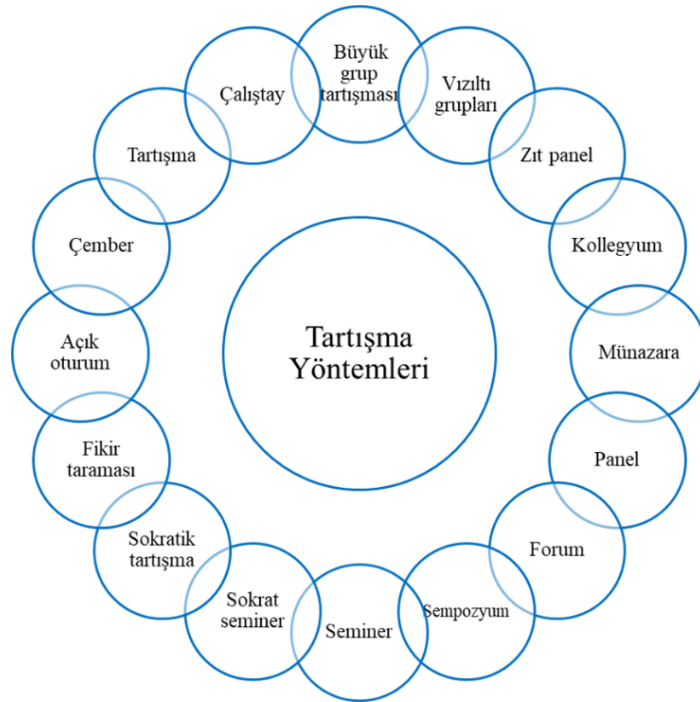 Büyük
grup
tartışması
Vızıltı
grupları
Zıt panel
Kollegyum
Münazara
Panel
Forum
Sempozyum
Seminer
Sokrat
seminer
Sokratik
tartışma
Fikir
taraması
Açık
oturum
Çember
Tartışma
Çalıştay
Tartışma
Yöntemleri